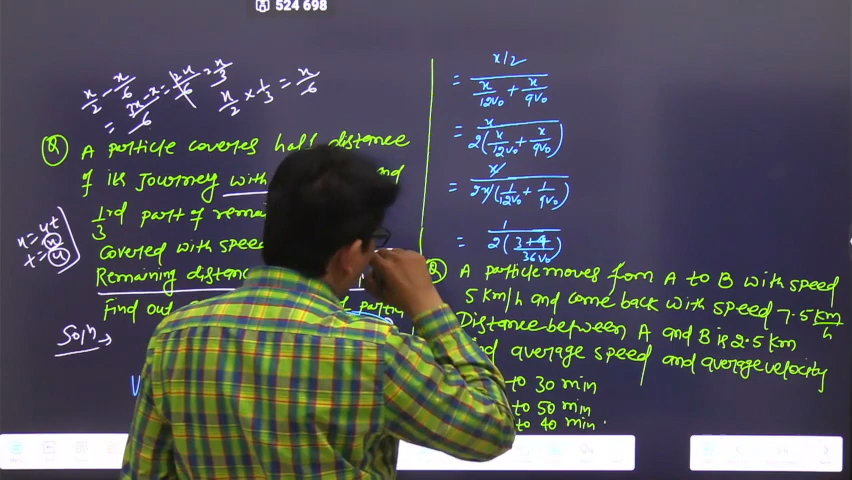 524 698
x/2 - x/6
= 3x-x/6 = 2x/6 = x/3
x/2 × 1/3 = x/6
Q A particle covers half distance
of its Journey with
1/3 rd part of
covered with speed
Remaining distance
find out
x = ut
t = x/u
Soln →
V
= x/2 / (x/12v₀ + x/9v₀)
= x / 2(x/12v₀ + x/9v₀)
= x / 2x(1/12v₀ + 1/9v₀)
= 1 / 2(3+4/36v₀)
A particle moves from A to B with speed
5 Km/h and come back with speed 7.5 Km/h
Distance between A and B is 2.5 Km
find average speed and average velocity
to 30 min
to 50 min
to 40 min.